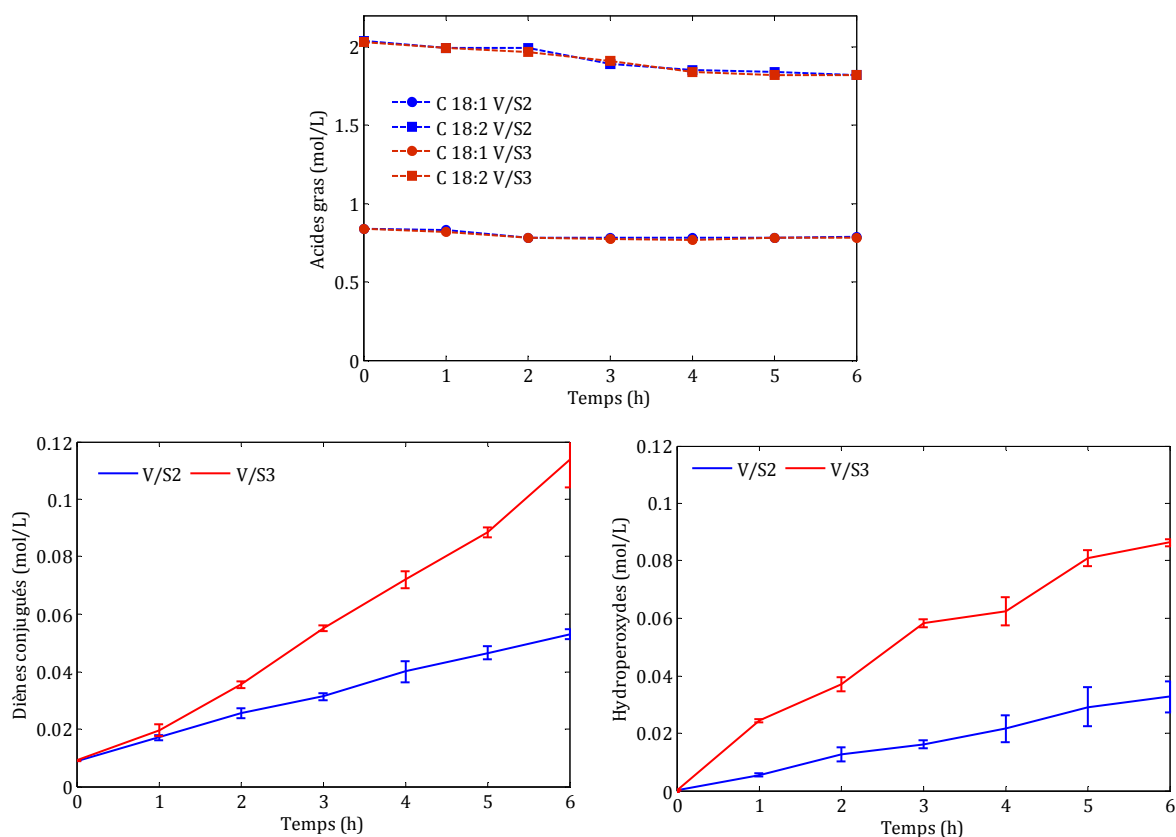 2
1.5
1
0.5
0
Acides gras (mol/L)
C 18:1 V/S2
C 18:2 V/S2
C 18:1 V/S3
C 18:2 V/S3
0 1 2 3 4 5 6
Temps (h)
0.12
0.1
0.08
0.06
0.04
0.02
0
Diènes conjugués (mol/L)
V/S2 V/S3
0 1 2 3 4 5 6
Temps (h)
0.12
0.1
0.08
0.06
0.04
0.02
0
Hydroperoxydes (mol/L)
V/S2 V/S3
0 1 2 3 4 5 6
Temps (h)